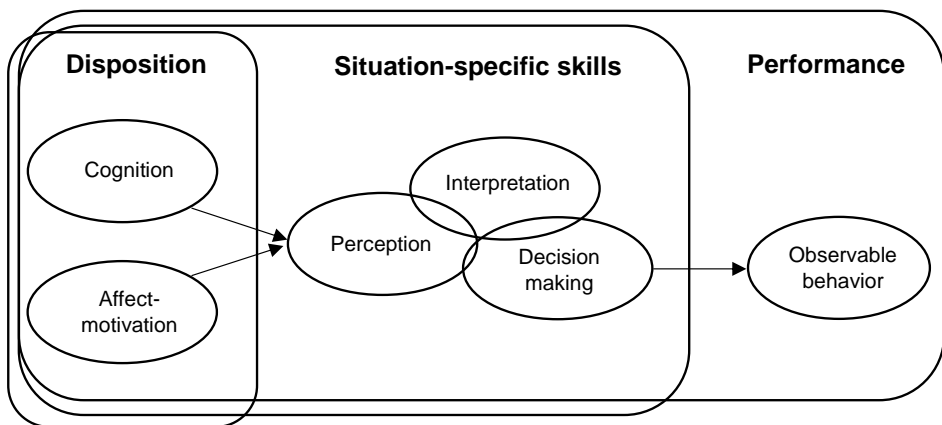 Disposition
Situation-specific skills
Performance
Cognition
Affect-
motivation
Perception
Interpretation
Decision
making
Observable
behavior